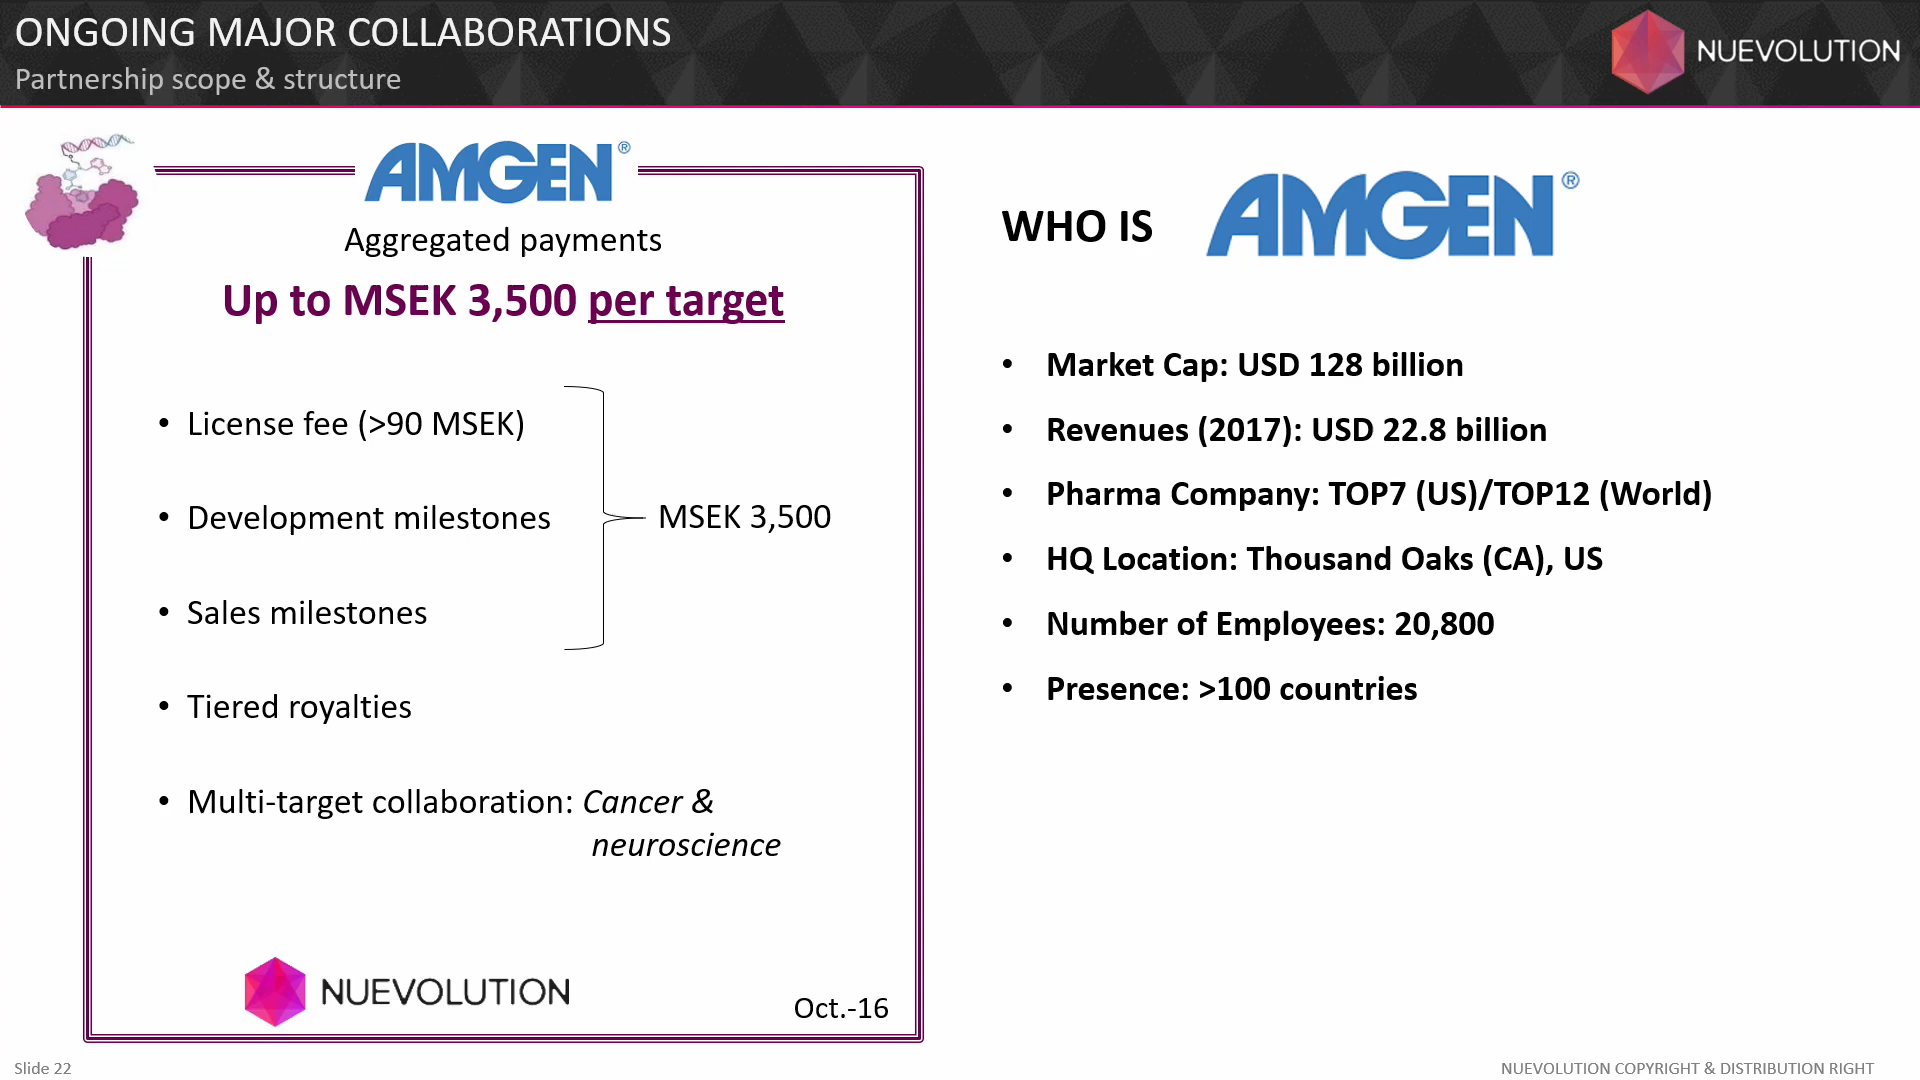 ONGOING MAJOR COLLABORATIONS
Partnership scope & structure
NUEVOLUTION
AMGEN®
Aggregated payments
Up to MSEK 3,500 per target
• License fee (>90 MSEK)
• Development milestones
MSEK 3,500
• Sales milestones
• Tiered royalties
• Multi-target collaboration: Cancer &
neuroscience
NUEVOLUTION
Oct.-16
WHO IS AMGEN®
• Market Cap: USD 128 billion
• Revenues (2017): USD 22.8 billion
• Pharma Company: TOP7 (US)/TOP12 (World)
• HQ Location: Thousand Oaks (CA), US
• Number of Employees: 20,800
• Presence: >100 countries
Slide 22
NUEVOLUTION COPYRIGHT & DISTRIBUTION RIGHT